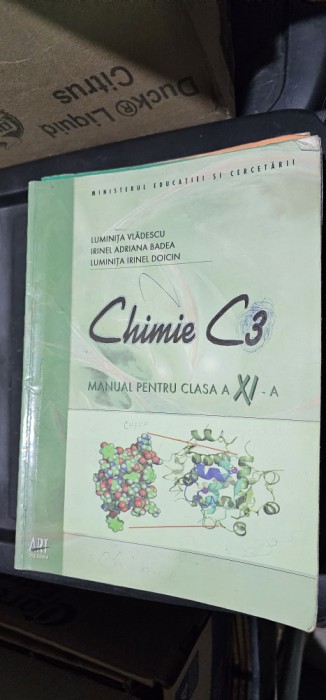 Duck® Liquid
Citrus
MINISTERUL EDUCAȚIEI ȘI CERCETĂRII
LUMINIȚA VLĂDESCU
IRINEL ADRIANA BADEA
LUMINIȚA IRINEL DOICIN
Chimie C3
MANUAL PENTRU CLASA A XI - A
ART